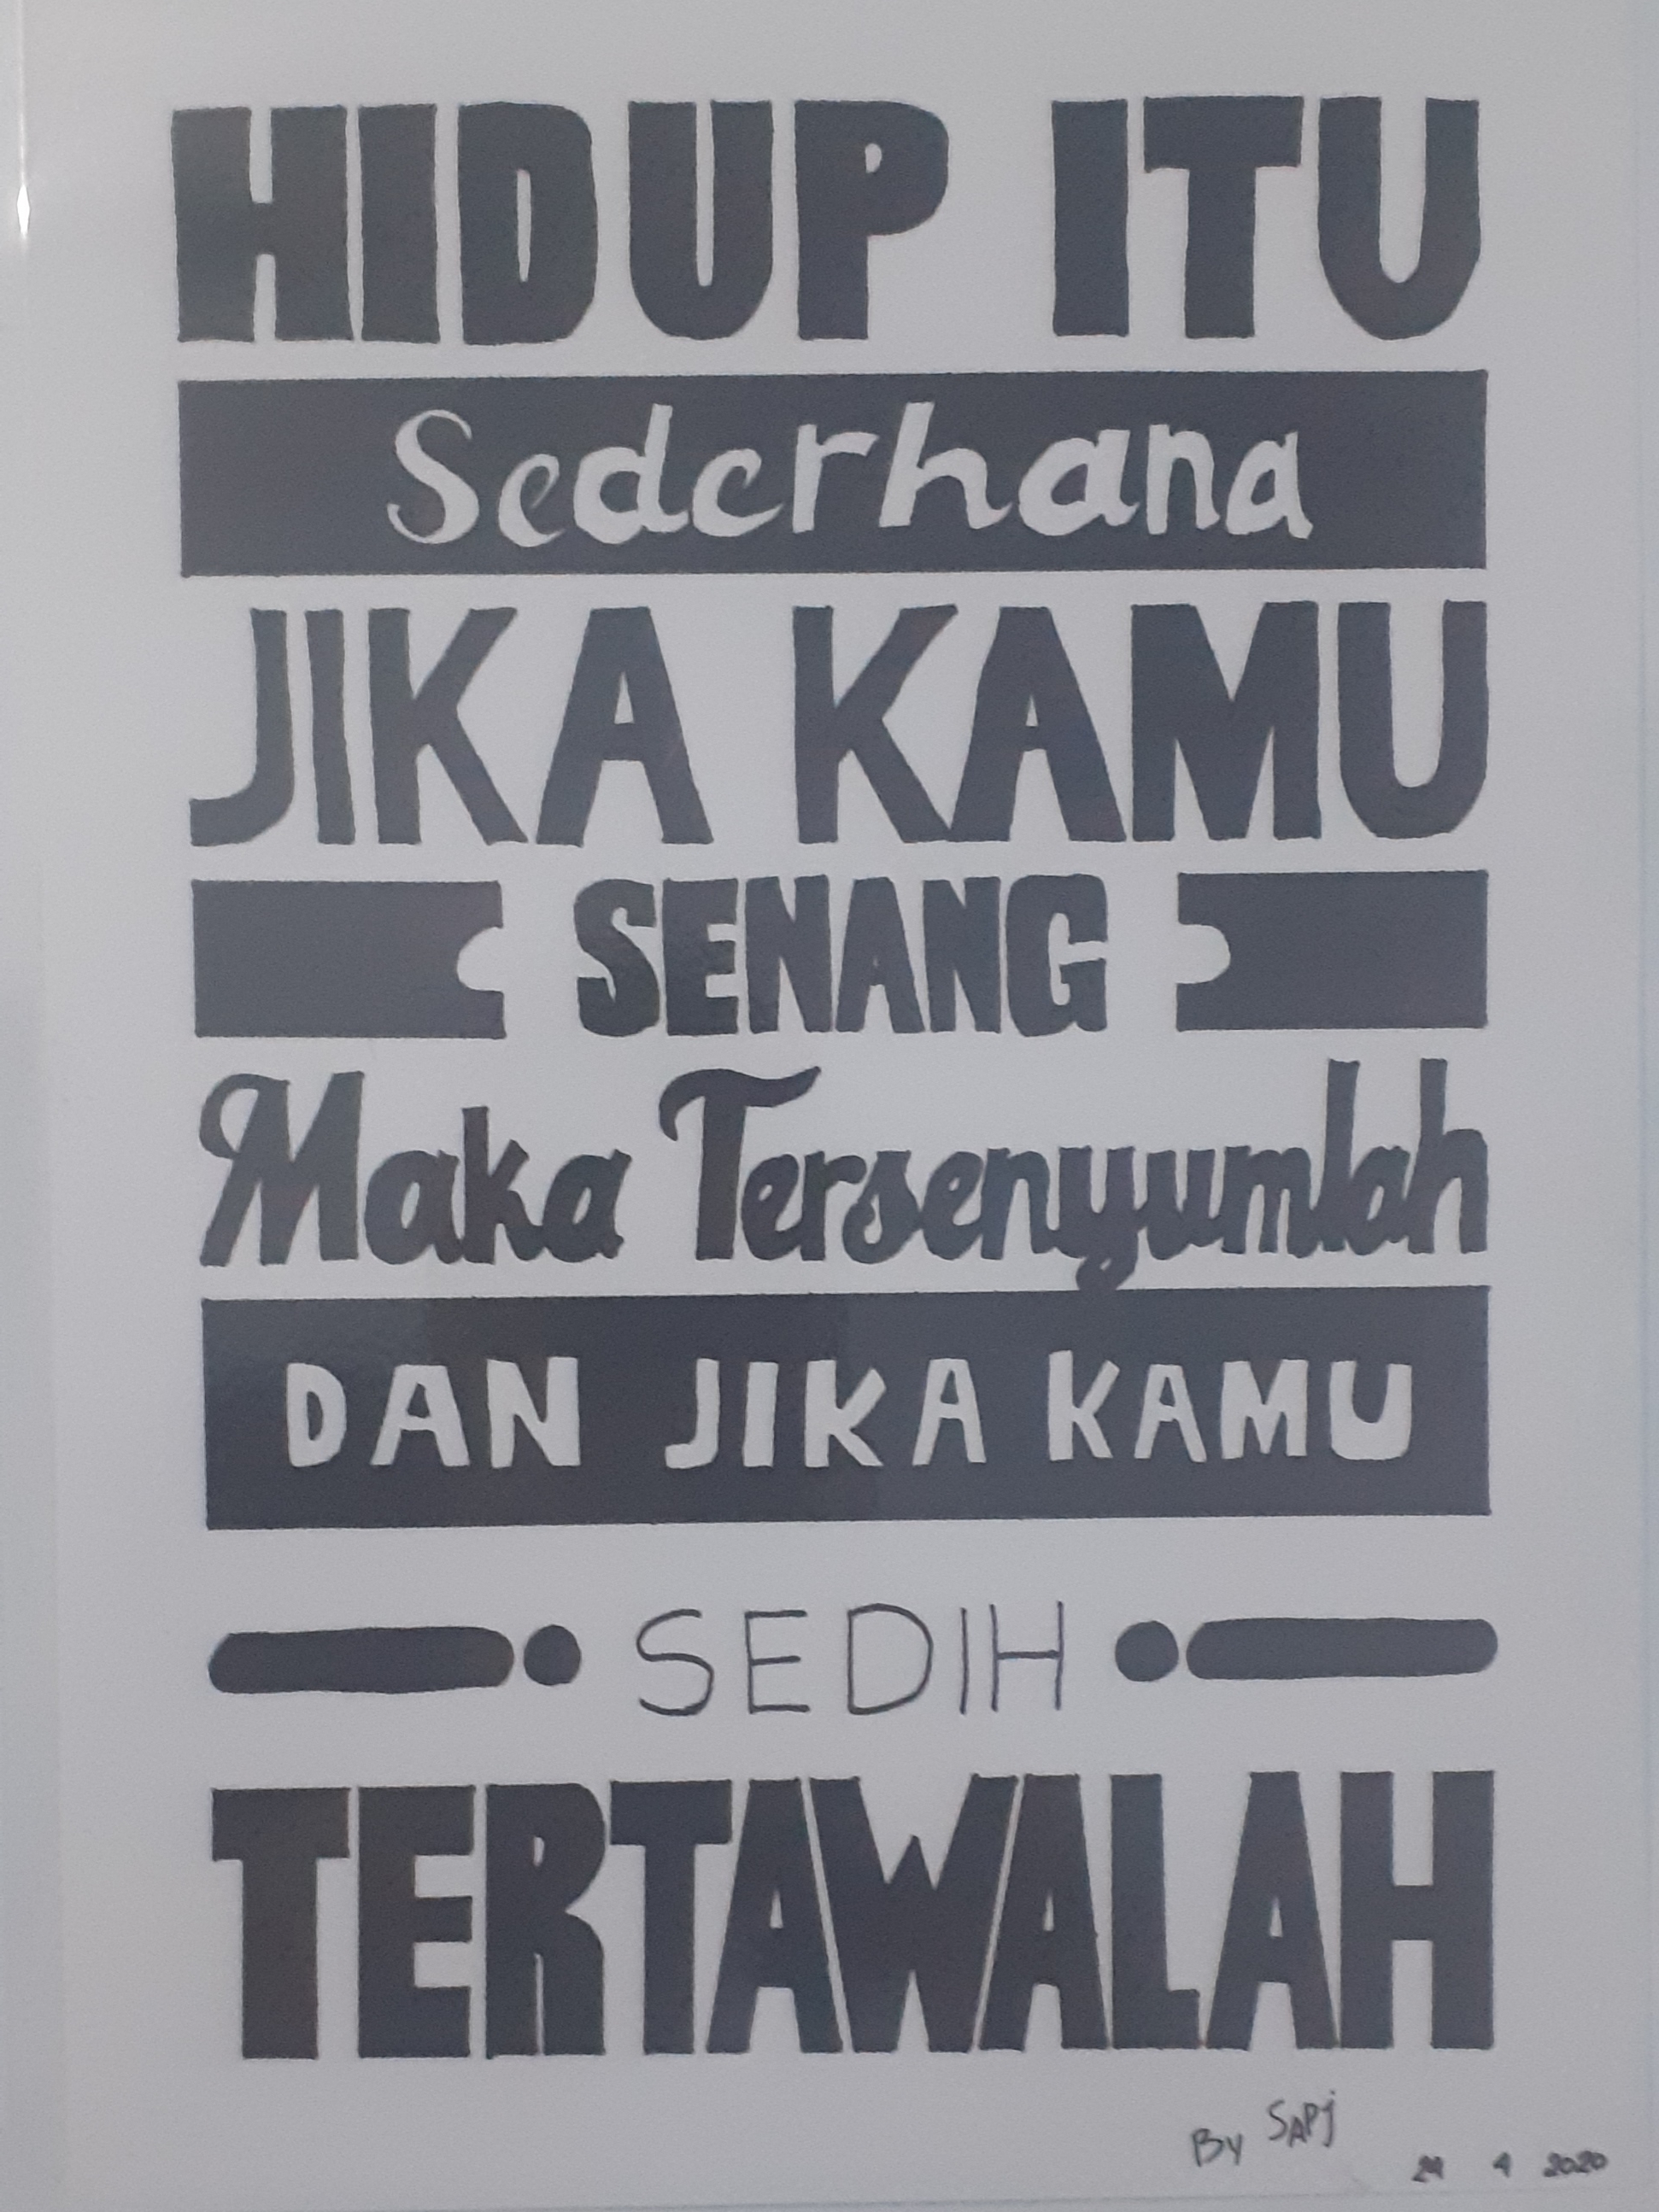 HIDUP ITU
Sederhana
JIKA KAMU
SENANG
Maka Tersenyumlah
DAN JIKA KAMU
SEDIH
TERTAWALAH
By SAPj
4 2020